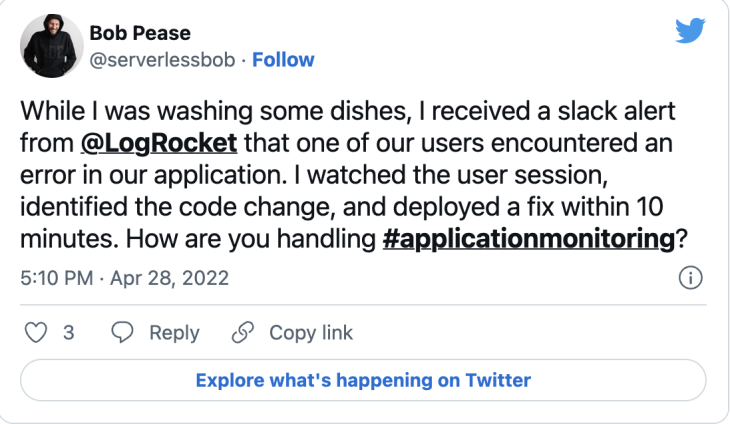 Bob Pease
@serverlessbob · Follow
While I was washing some dishes, I received a slack alert
from @LogRocket that one of our users encountered an
error in our application. I watched the user session,
identified the code change, and deployed a fix within 10
minutes. How are you handling #applicationmonitoring?
5:10 PM · Apr 28, 2022
3 Reply Copy link
Explore what's happening on Twitter